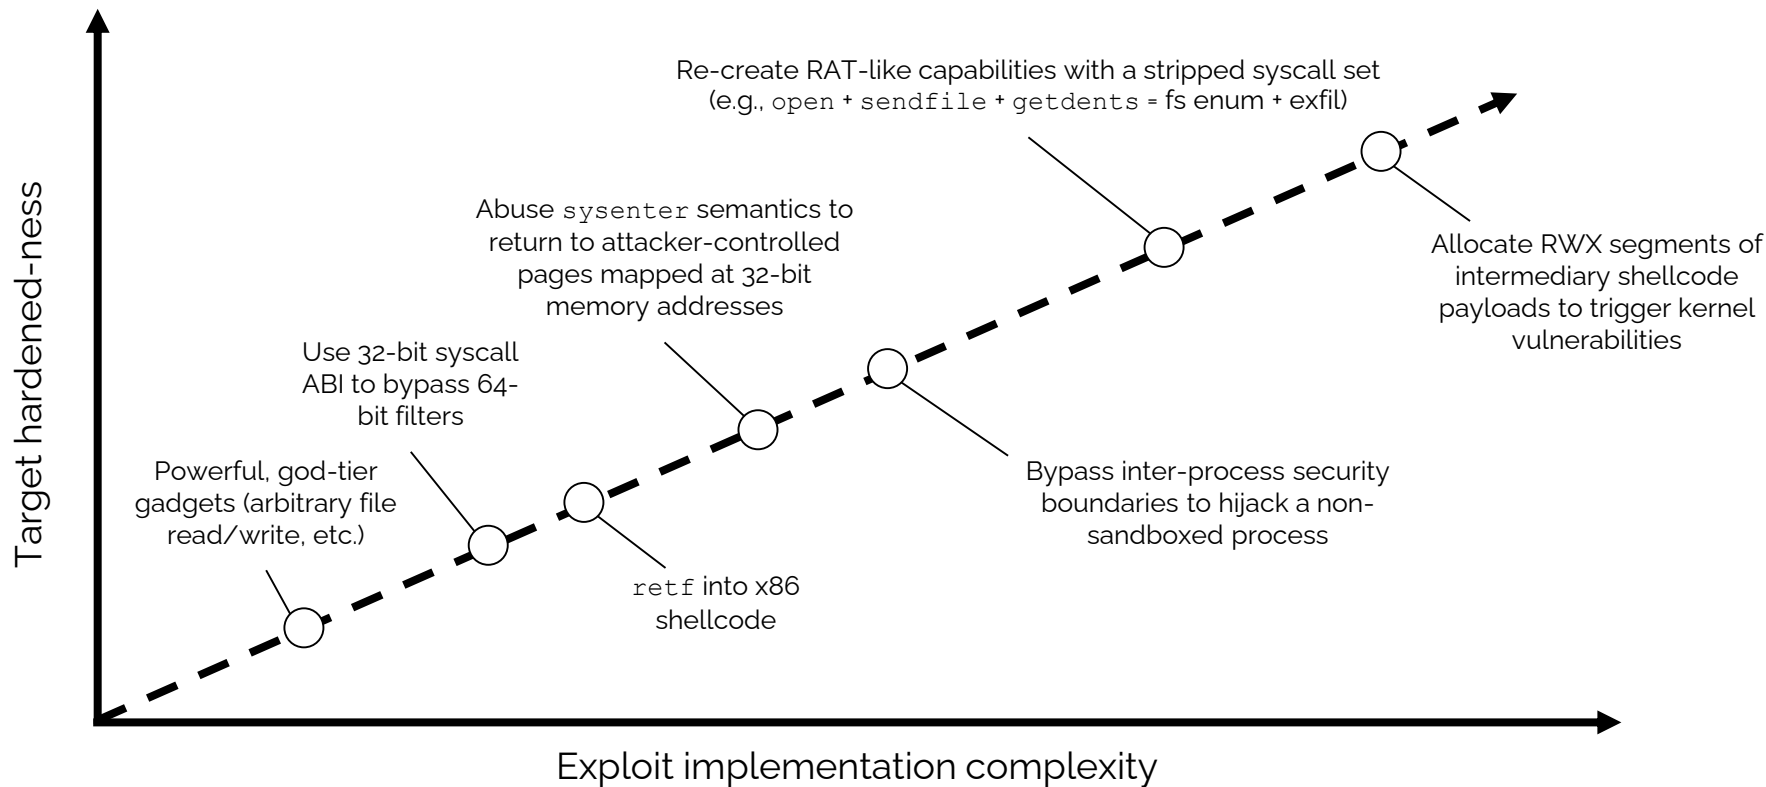 Re-create RAT-like capabilities with a stripped syscall set
(e.g., open + sendfile + getdents = fs enum + exfil)
Abuse sysenter semantics to
return to attacker-controlled
pages mapped at 32-bit
memory addresses
Allocate RWX segments of
intermediary shellcode
payloads to trigger kernel
vulnerabilities
Use 32-bit syscall
ABI to bypass 64-
bit filters
Powerful, god-tier
gadgets (arbitrary file
read/write, etc.)
Bypass inter-process security
boundaries to hijack a non-
sandboxed process
retf into x86
shellcode
Target hardened-ness
Exploit implementation complexity